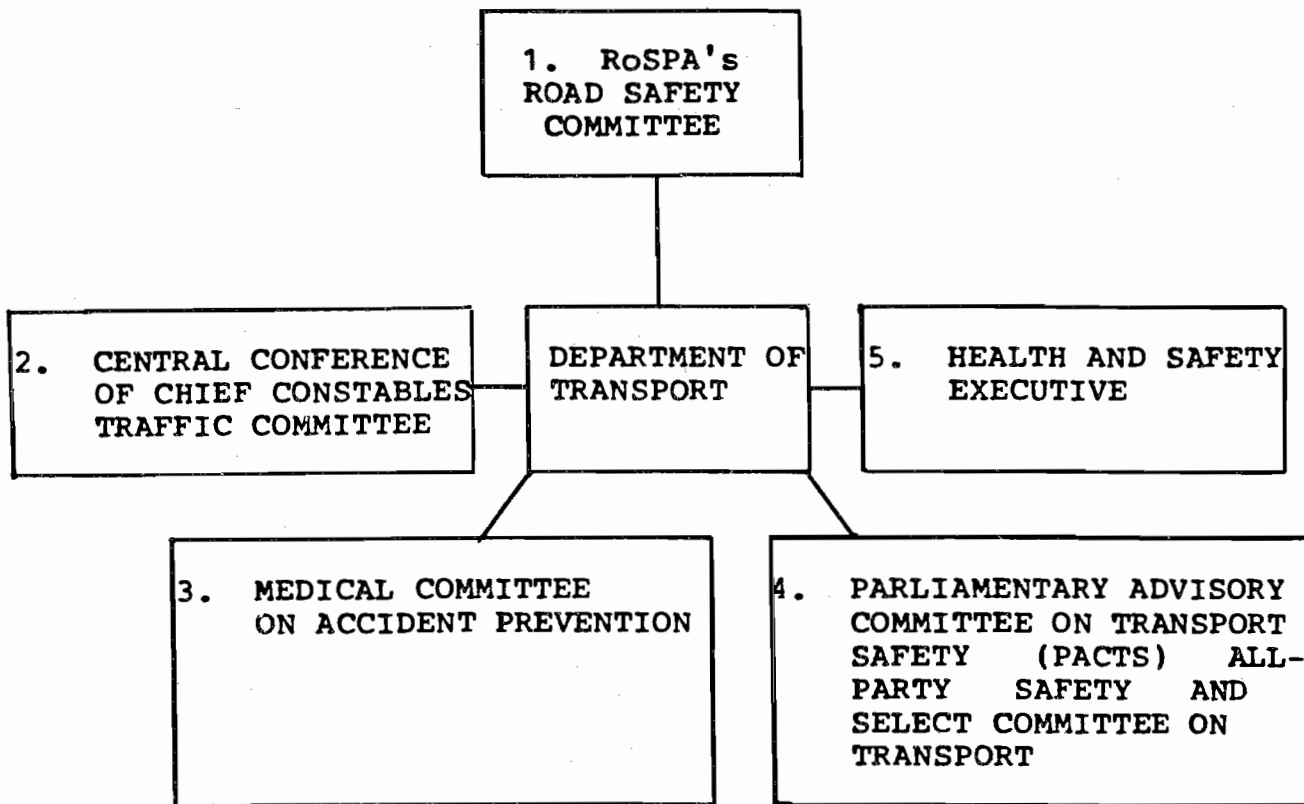 1. RoSPA's
ROAD SAFETY
COMMITTEE
2. CENTRAL CONFERENCE
OF CHIEF CONSTABLES
TRAFFIC COMMITTEE
DEPARTMENT OF
TRANSPORT
5. HEALTH AND SAFETY
EXECUTIVE
3. MEDICAL COMMITTEE
ON ACCIDENT PREVENTION
4. PARLIAMENTARY ADVISORY
COMMITTEE ON TRANSPORT
SAFETY (PACTS) ALL-
PARTY SAFETY AND
SELECT COMMITTEE ON
TRANSPORT